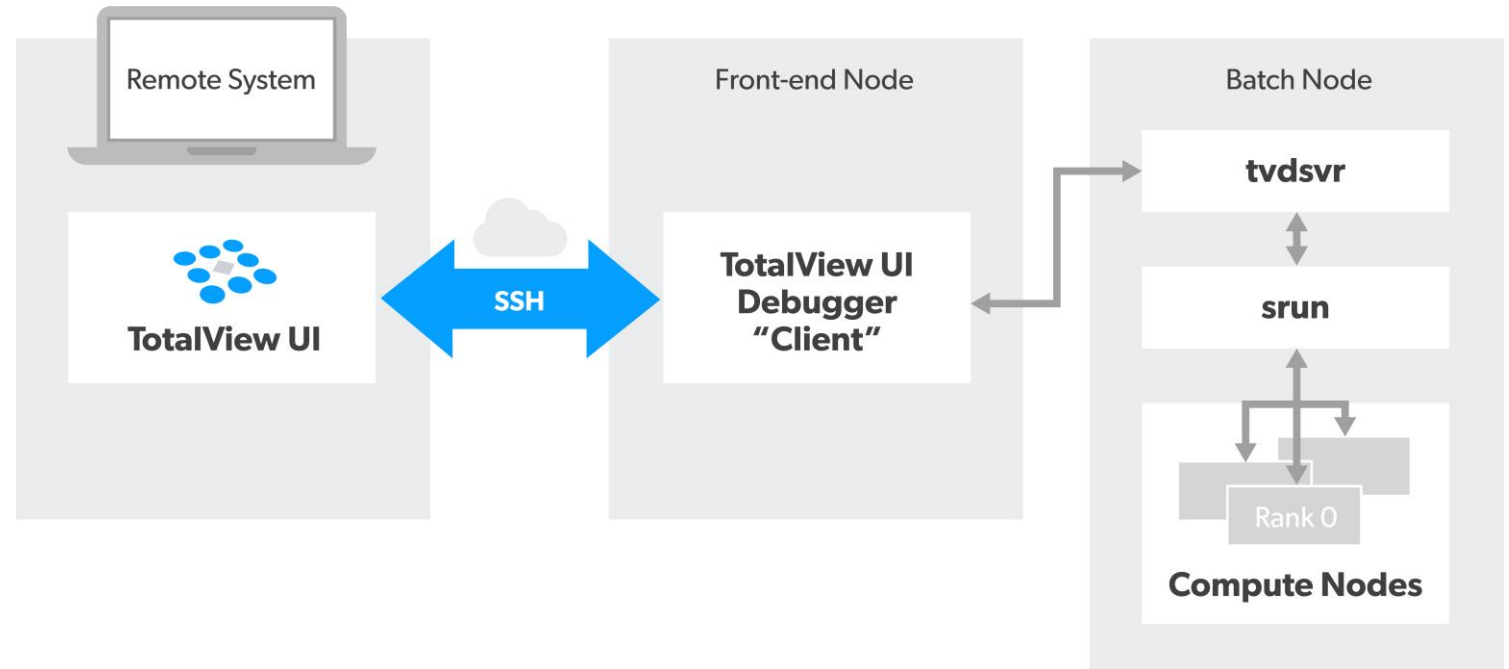 Remote System
TotalView UI
SSH
Front-end Node
TotalView UI
Debugger
“Client”
Batch Node
tvdsvr
srun
Rank 0
Compute Nodes